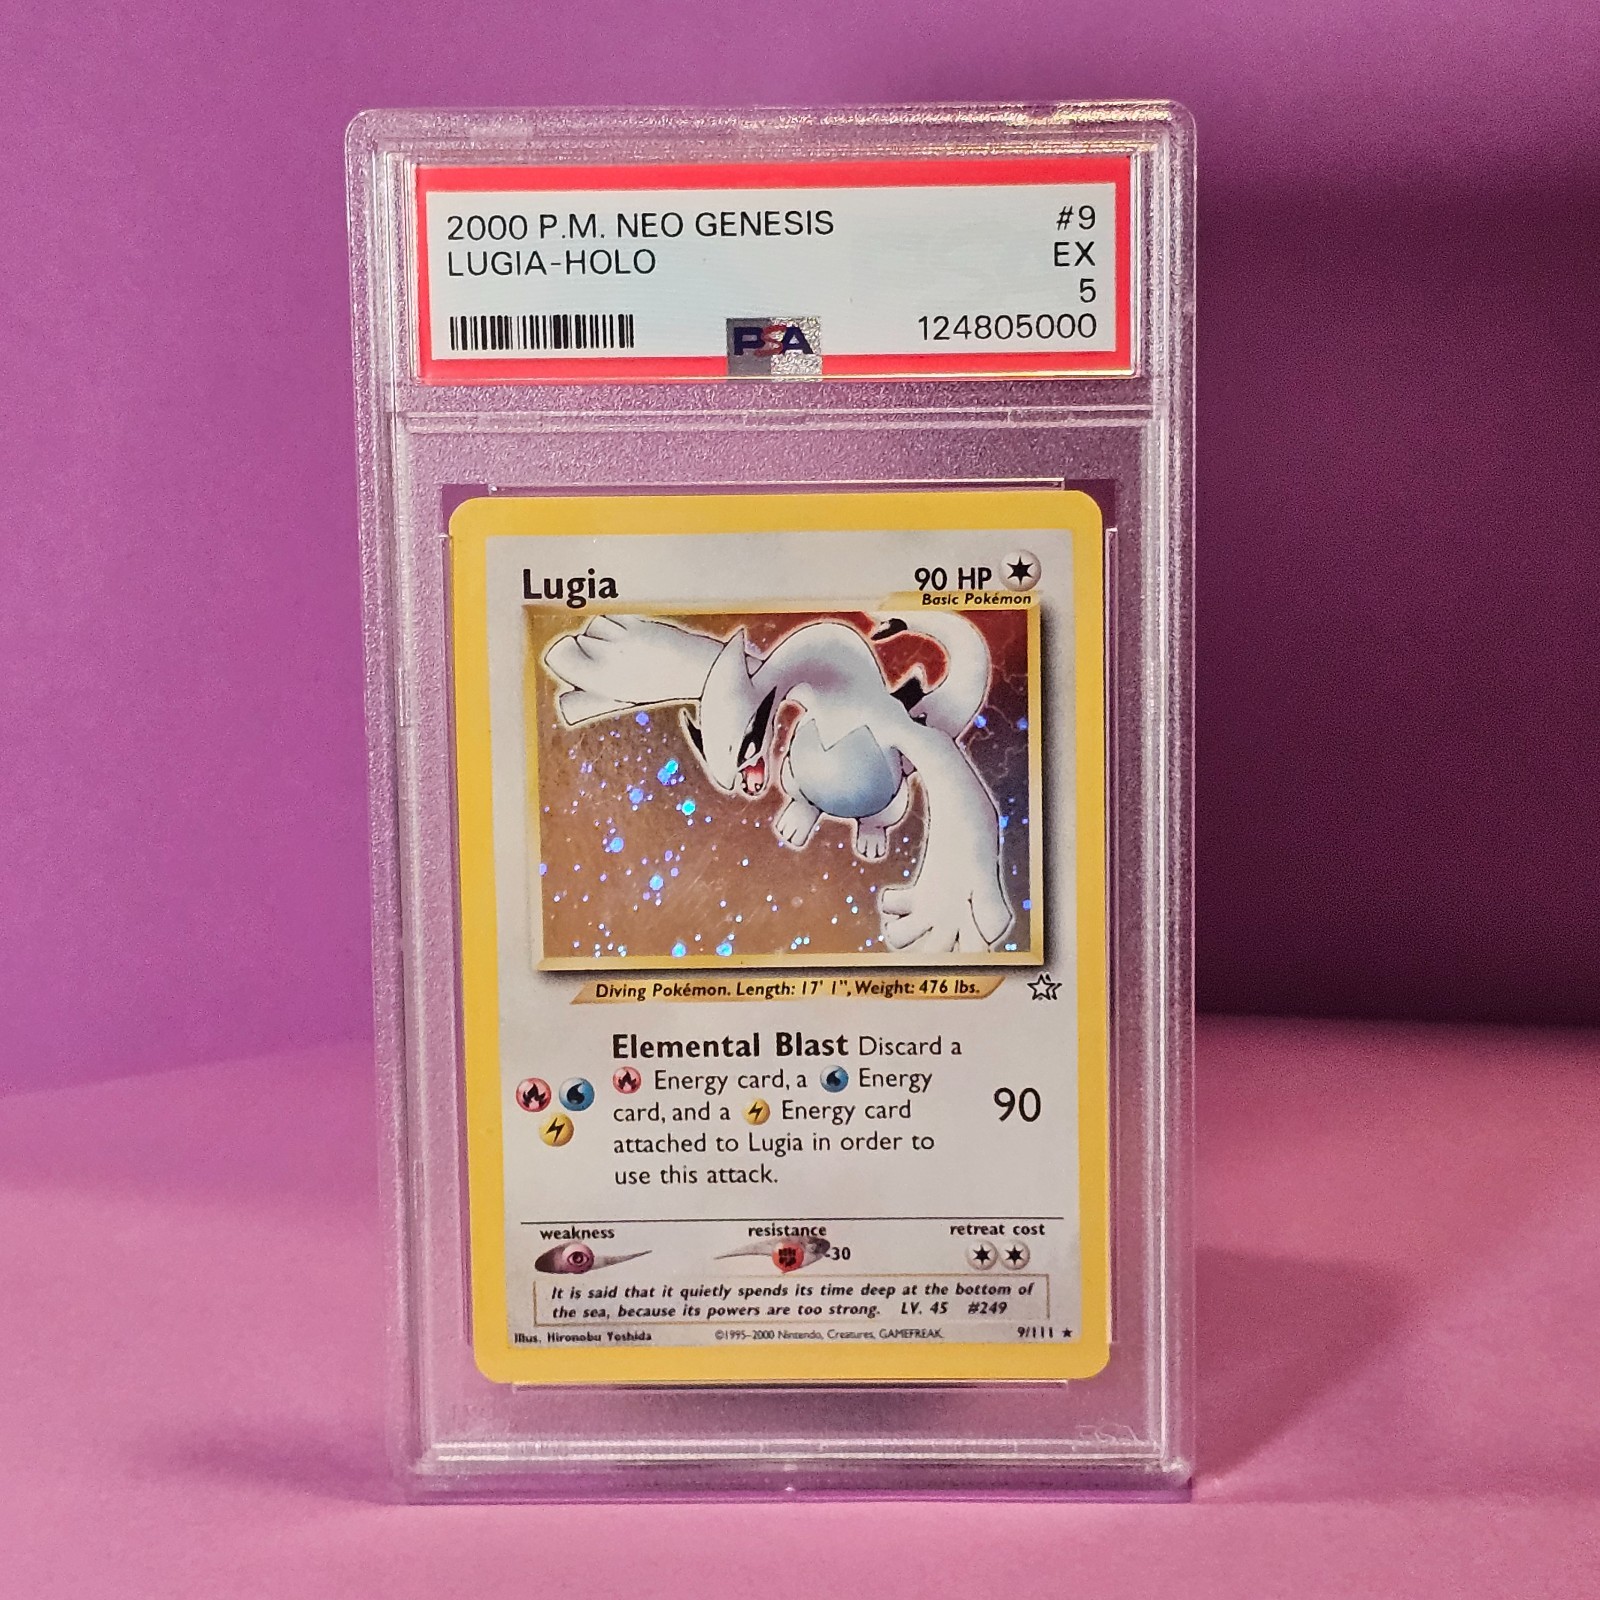 2000 P.M. NEO GENESIS #9
LUGIA-HOLO EX
5
PSA 124805000
Lugia 90 HP
Basic Pokémon
Diving Pokémon. Length: 17' 1", Weight: 476 lbs.
Elemental Blast Discard a
Energy card, a Energy
card, and a Energy card
attached to Lugia in order to
use this attack.
90
weakness resistance retreat cost
-30
It is said that it quietly spends its time deep at the bottom of
the sea, because its powers are too strong. LV. 45 #249
Illus. Hironobu Yoshida ©1995-2000 Nintendo, Creatures, GAMEFREAK. 9/111 ★